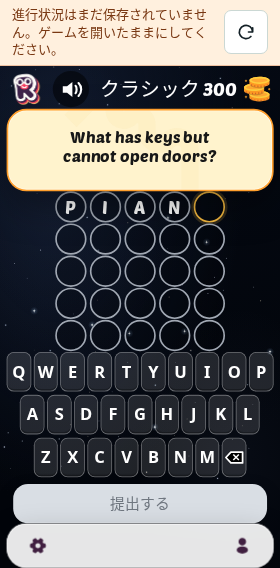 進行状況はまだ保存されていませ
ん。ゲームを開いたままにしてく
ださい。
クラシック 300
What has keys but
cannot open doors?
P I A N
Q W E R T Y U I O P
A S D F G H J K L
Z X C V B N M
提出する